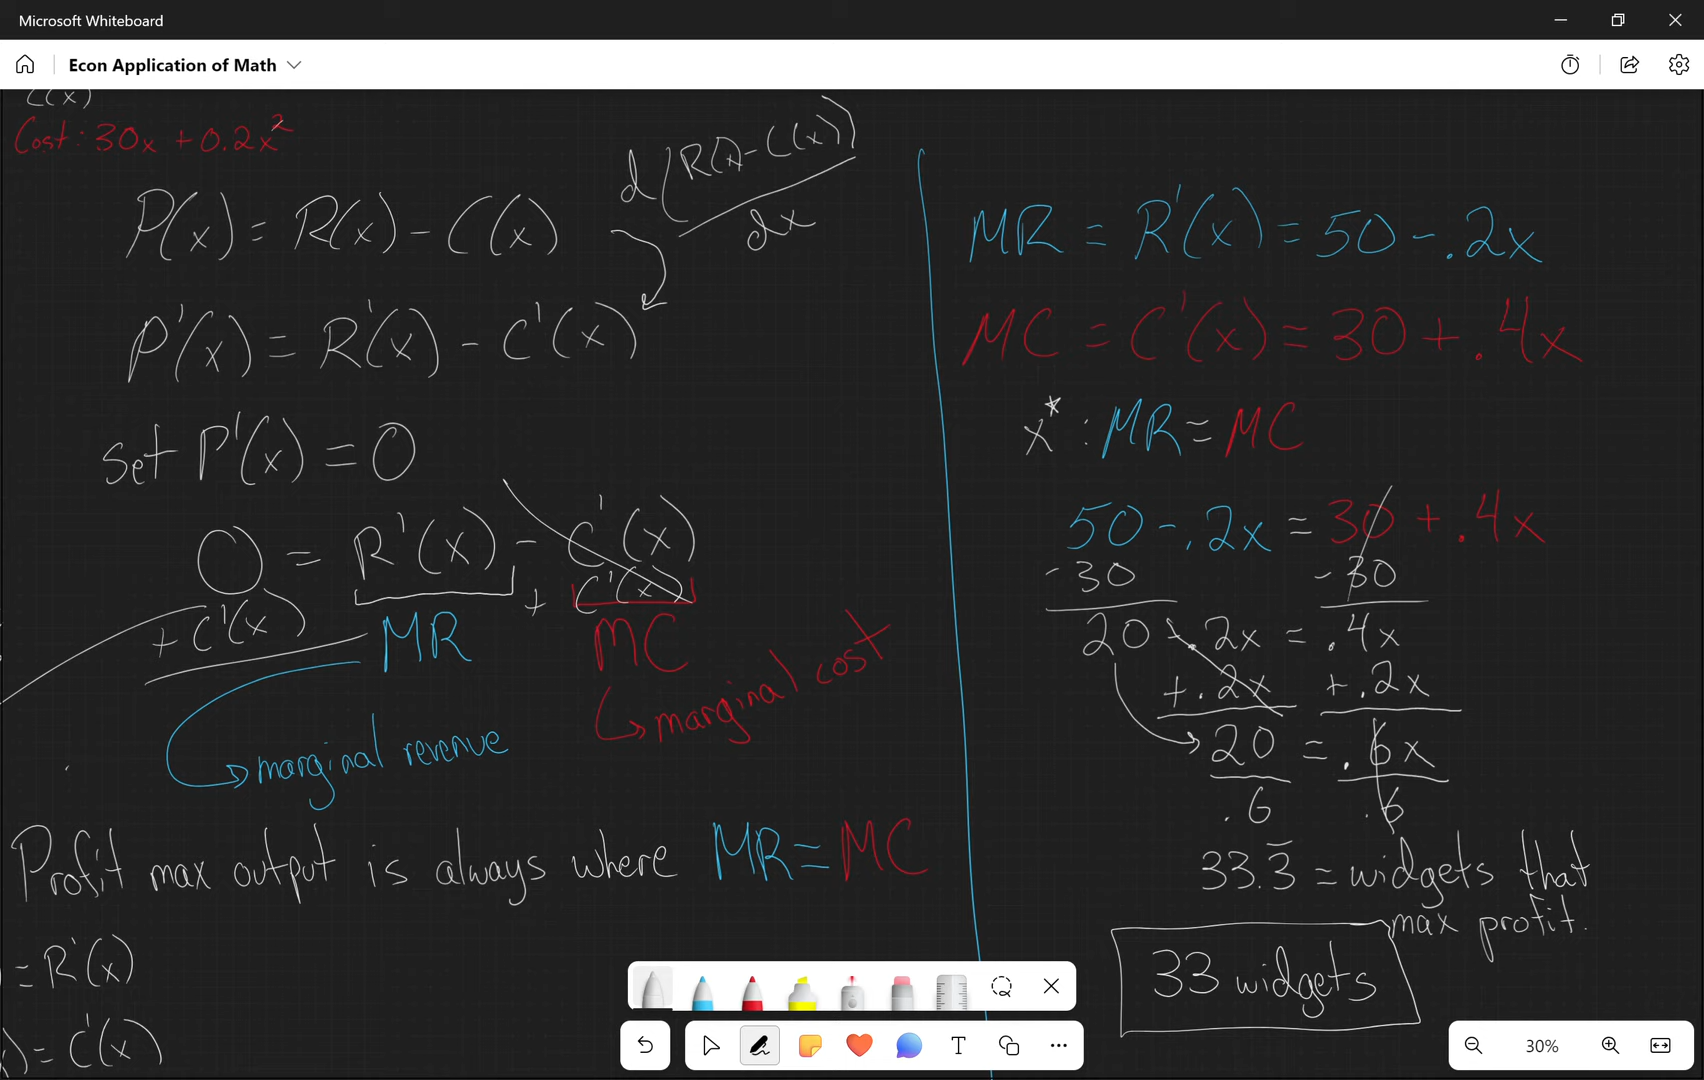 Microsoft Whiteboard
Econ Application of Math
C(x)
Cost: 30x + 0.2x²
P(x) = R(x) - C(x)
d(R(x) - C(x))
dx
P'(x) = R'(x) - C'(x)
set P'(x) = 0
0 = R'(x) - C'(x)
+ C'(x) + C'(x)
MR MC
marginal revenue
marginal cost
Profit max output is always where MR = MC
= R'(x)
) = C'(x)
MR = R'(x) = 50 - .2x
MC = C'(x) = 30 + .4x
x* : MR = MC
50 - .2x = 30 + .4x
-30 -30
20 - .2x = .4x
+ .2x + .2x
20 = .6x
.6 .6
33.3̅ = widgets that
max profit.
33 widgets
30%